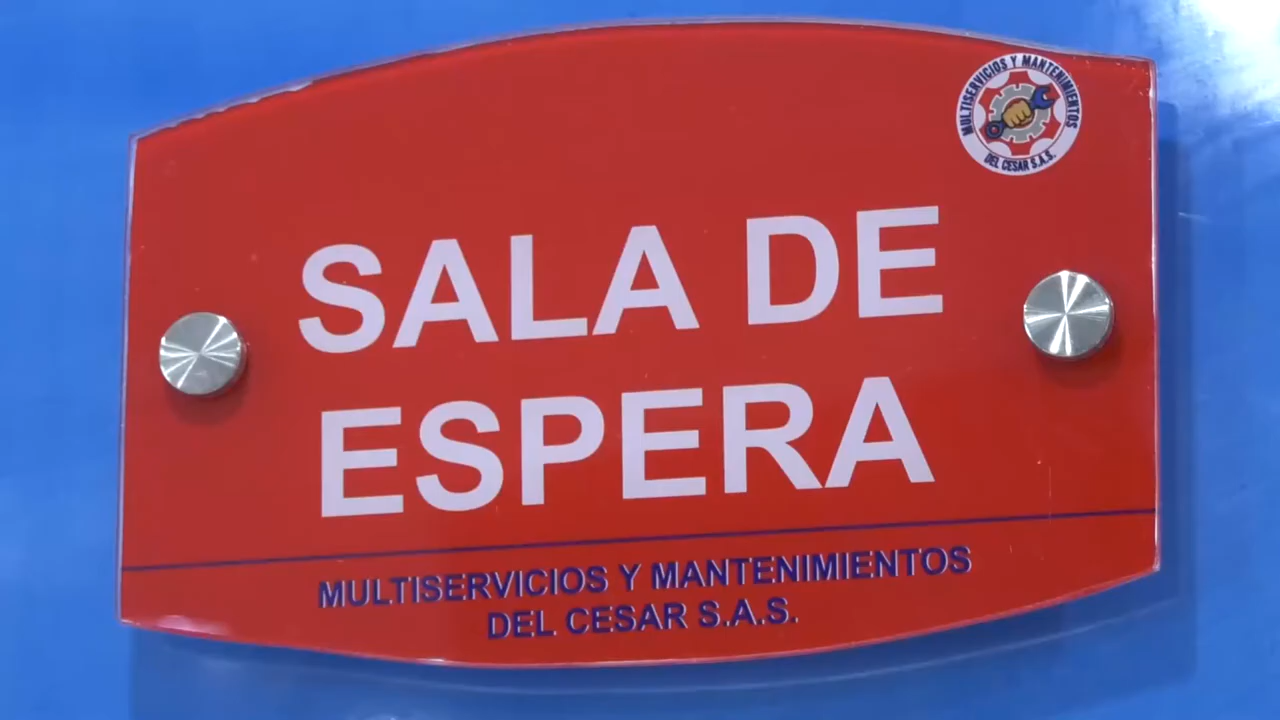 MULTISERVICIOS Y MANTENIMIENTOS
DEL CESAR S.A.S.
SALA DE
ESPERA
MULTISERVICIOS Y MANTENIMIENTOS
DEL CESAR S.A.S.